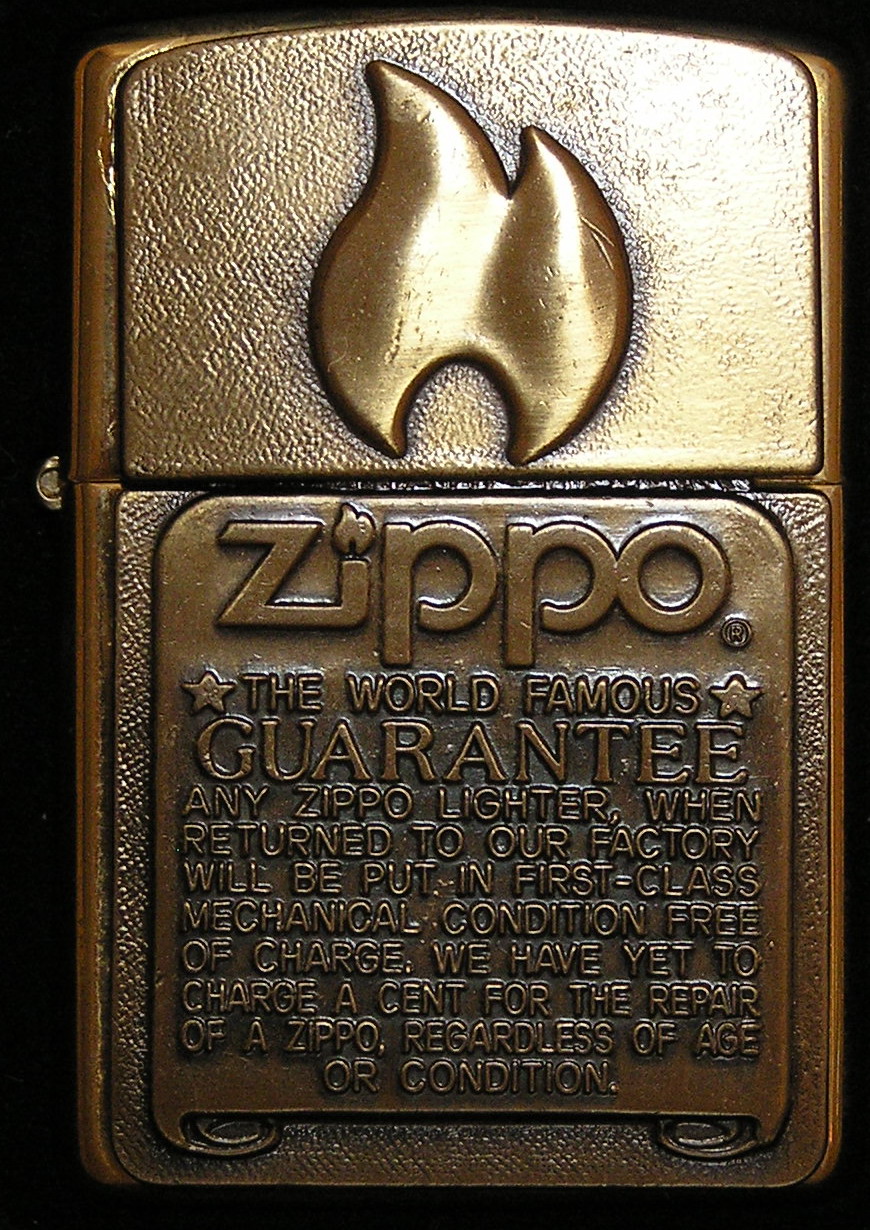 Zippo®
THE WORLD FAMOUS
GUARANTEE
ANY ZIPPO LIGHTER, WHEN
RETURNED TO OUR FACTORY
WILL BE PUT IN FIRST-CLASS
MECHANICAL CONDITION FREE
OF CHARGE. WE HAVE YET TO
CHARGE A CENT FOR THE REPAIR
OF A ZIPPO, REGARDLESS OF AGE
OR CONDITION.